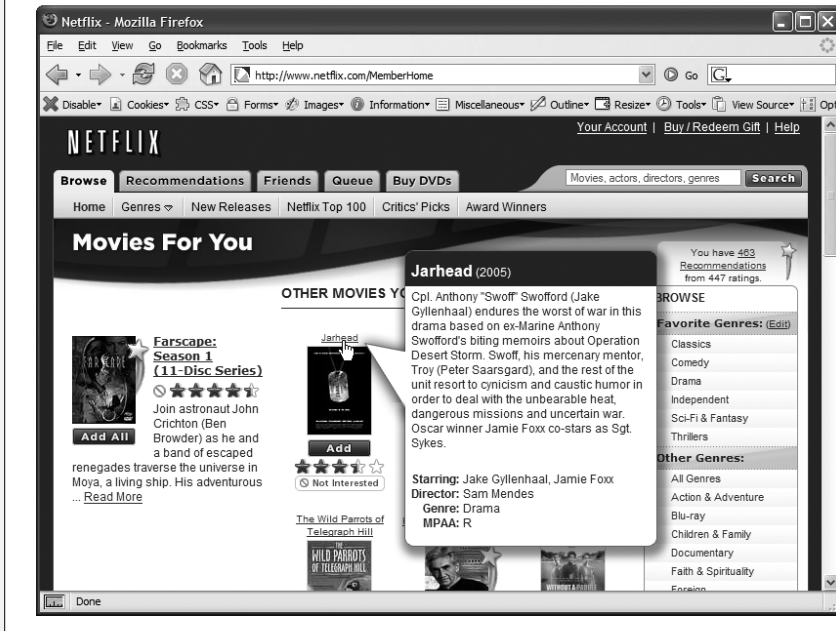 Netflix - Mozilla Firefox
File Edit View Go Bookmarks Tools Help
http://www.netflix.com/MemberHome Go G
Disable Cookies CSS Forms Images Information Miscellaneous Outline Resize Tools View Source Opt
NETFLIX
Your Account | Buy/Redeem Gift | Help
Browse Recommendations Friends Queue Buy DVDs
Movies, actors, directors, genres Search
Home Genres New Releases Netflix Top 100 Critics' Picks Award Winners
Movies For You
You have 463
Recommendations
from 447 ratings.
OTHER MOVIES YO
Farscape:
Season 1
(11-Disc Series)
FARSCAPE
Add All
Join astronaut John
Crichton (Ben
Browder) as he and
a band of escaped
renegades traverse the universe in
Moya, a living ship. His adventurous
... Read More
Jarhead
Add
Not Interested
The Wild Parrots of
Telegraph Hill
THE
WILD PARROTS
OF TELEGRAPH HILL
Jarhead (2005)
Cpl. Anthony "Swoff" Swofford (Jake
Gyllenhaal) endures the worst of war in this
drama based on ex-Marine Anthony
Swofford's biting memoirs about Operation
Desert Storm. Swoff, his mercenary mentor,
Troy (Peter Saarsgard), and the rest of the
unit resort to cynicism and caustic humor in
order to deal with the unbearable heat,
dangerous missions and uncertain war.
Oscar winner Jamie Foxx co-stars as Sgt.
Sykes.
Starring: Jake Gyllenhaal, Jamie Foxx
Director: Sam Mendes
Genre: Drama
MPAA: R
WITHOUT A PADDLE
BROWSE
Favorite Genres: (Edit)
Classics
Comedy
Drama
Independent
Sci-Fi & Fantasy
Thrillers
Other Genres:
All Genres
Action & Adventure
Blu-ray
Children & Family
Documentary
Faith & Spirituality
Foreign
Done